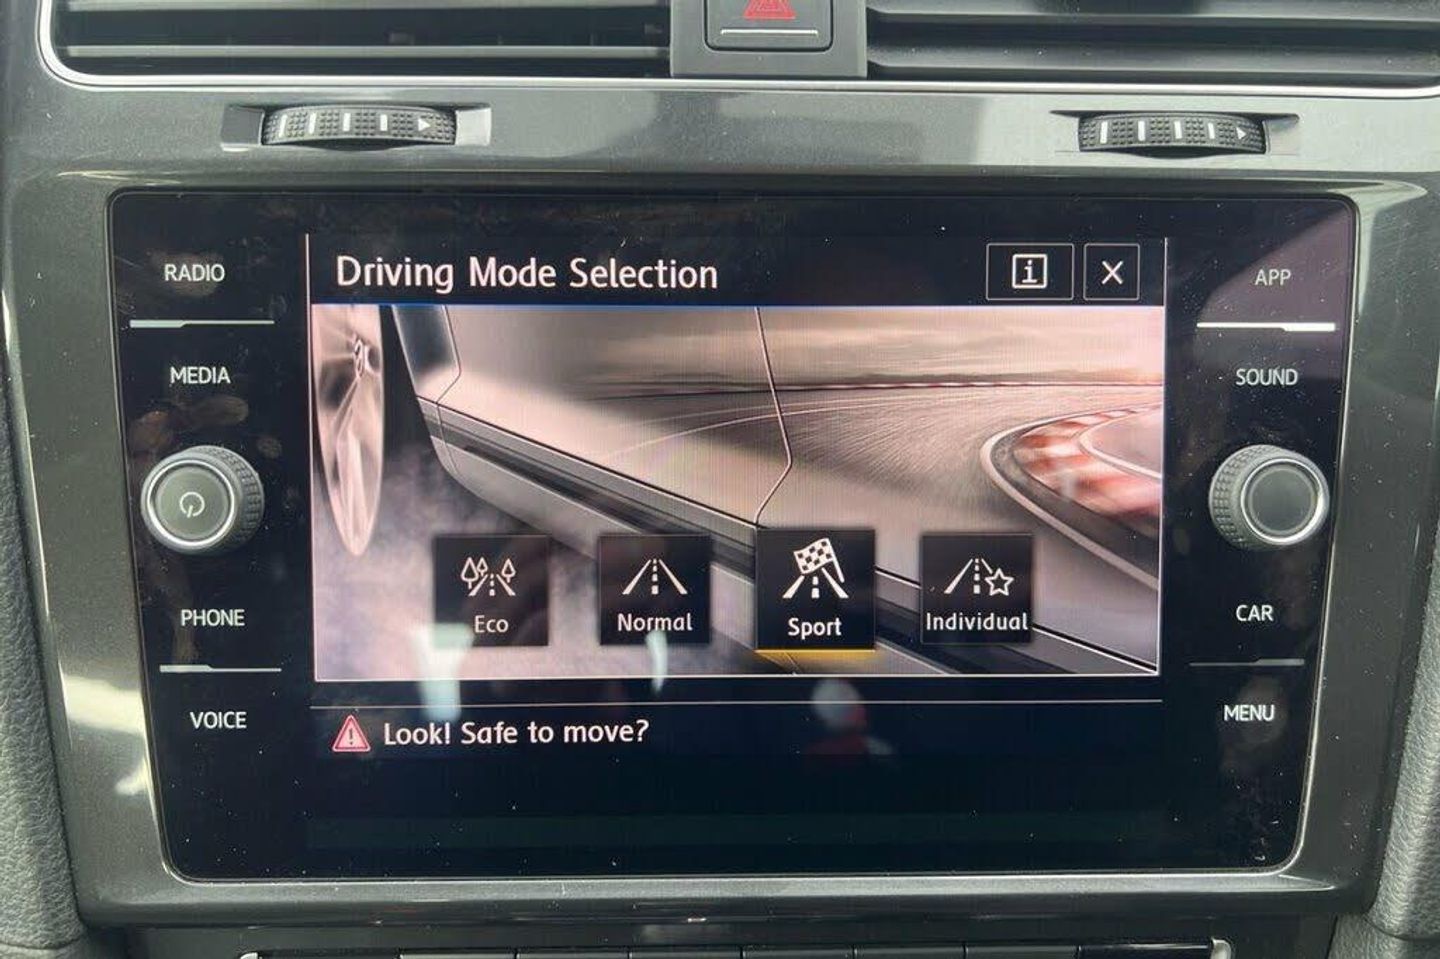 Driving Mode Selection
i
X
RADIO
MEDIA
PHONE
VOICE
Eco
Normal
Sport
Individual
Look! Safe to move?
APP
SOUND
CAR
MENU